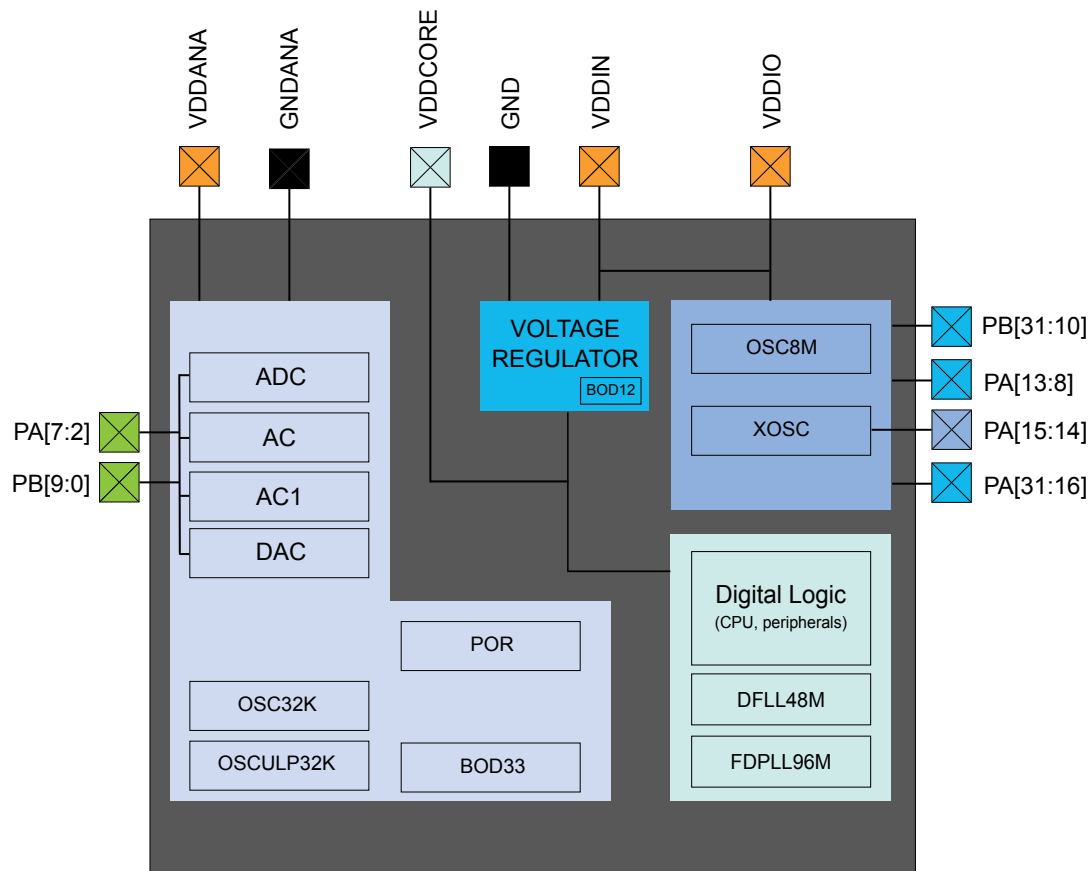 VDDANA
GNDANA
VDDCORE
GND
VDDIN
VDDIO
VOLTAGE
REGULATOR
BOD12
OSC8M
XOSC
PB[31:10]
PA[13:8]
PA[15:14]
PA[31:16]
PA[7:2]
PB[9:0]
ADC
AC
AC1
DAC
POR
OSC32K
OSCULP32K
BOD33
Digital Logic
(CPU, peripherals)
DFLL48M
FDPLL96M